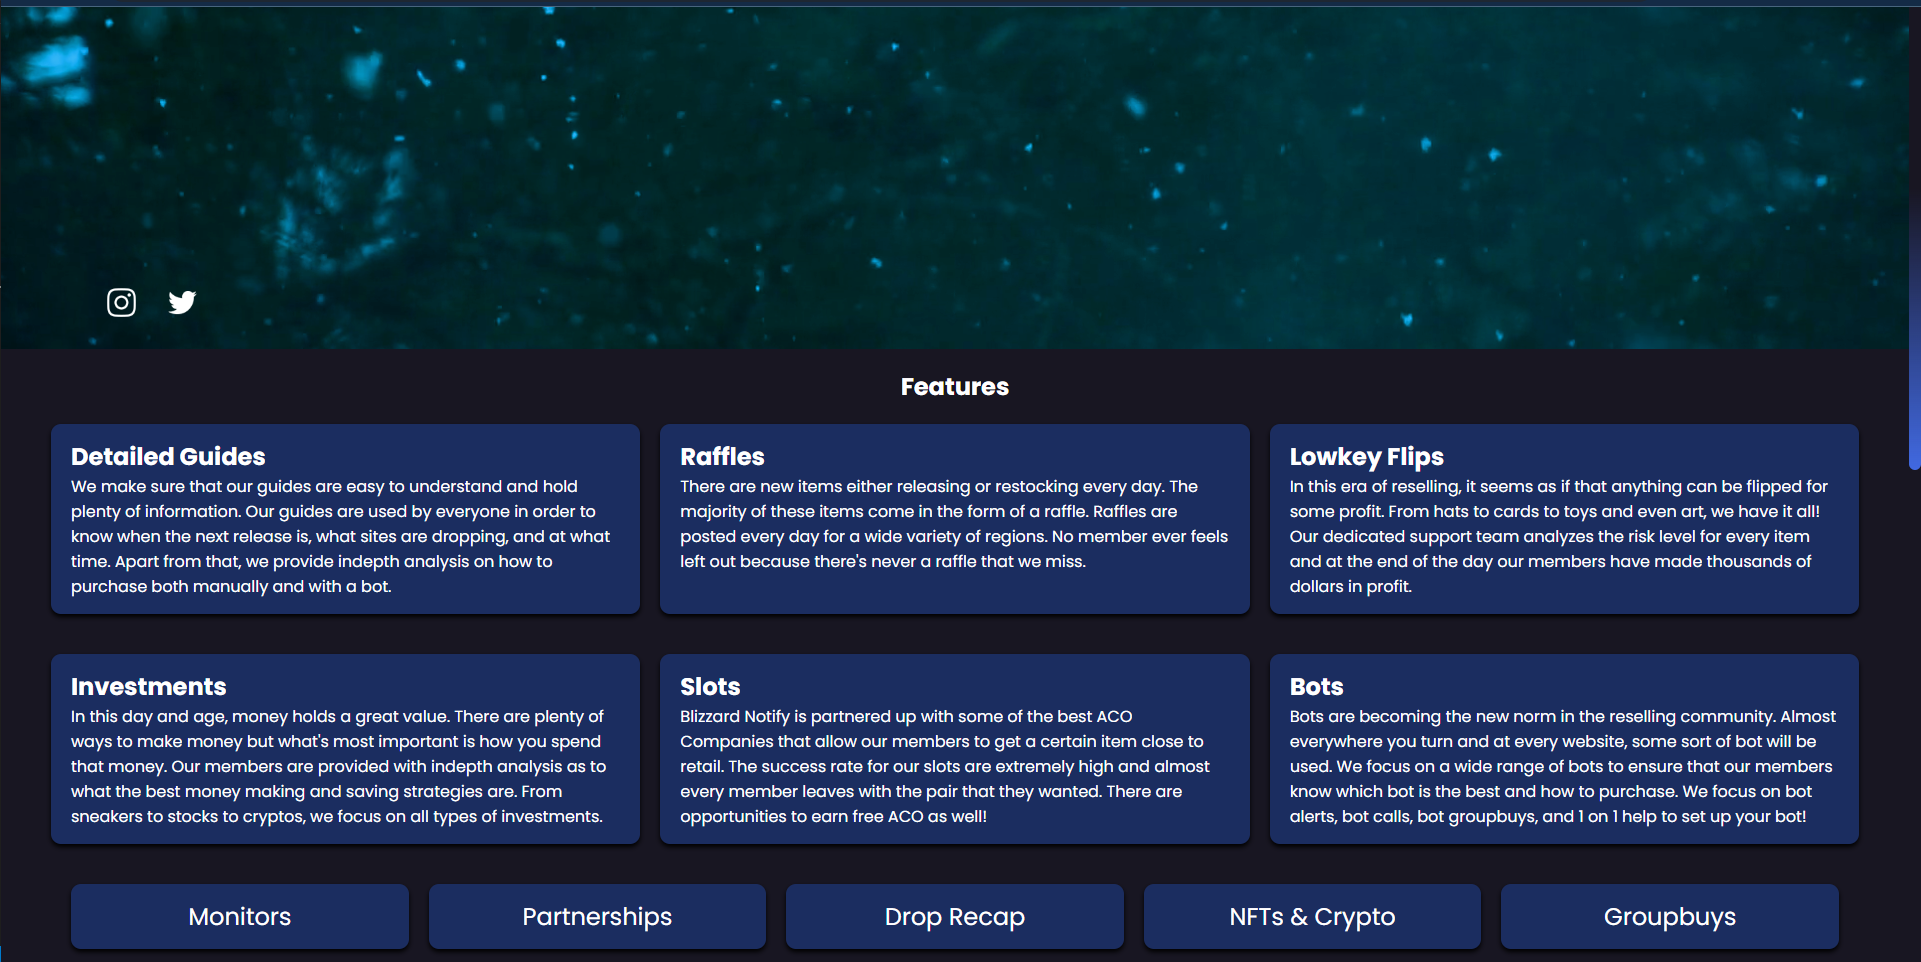 Features
Detailed Guides
We make sure that our guides are easy to understand and hold
plenty of information. Our guides are used by everyone in order to
know when the next release is, what sites are dropping, and at what
time. Apart from that, we provide indepth analysis on how to
purchase both manually and with a bot.
Raffles
There are new items either releasing or restocking every day. The
majority of these items come in the form of a raffle. Raffles are
posted every day for a wide variety of regions. No member ever feels
left out because there's never a raffle that we miss.
Lowkey Flips
In this era of reselling, it seems as if that anything can be flipped for
some profit. From hats to cards to toys and even art, we have it all!
Our dedicated support team analyzes the risk level for every item
and at the end of the day our members have made thousands of
dollars in profit.
Investments
In this day and age, money holds a great value. There are plenty of
ways to make money but what's most important is how you spend
that money. Our members are provided with indepth analysis as to
what the best money making and saving strategies are. From
sneakers to stocks to cryptos, we focus on all types of investments.
Slots
Blizzard Notify is partnered up with some of the best ACO
Companies that allow our members to get a certain item close to
retail. The success rate for our slots are extremely high and almost
every member leaves with the pair that they wanted. There are
opportunities to earn free ACO as well!
Bots
Bots are becoming the new norm in the reselling community. Almost
everywhere you turn and at every website, some sort of bot will be
used. We focus on a wide range of bots to ensure that our members
know which bot is the best and how to purchase. We focus on bot
alerts, bot calls, bot groupbuys, and 1 on 1 help to set up your bot!
Monitors
Partnerships
Drop Recap
NFTs & Crypto
Groupbuys